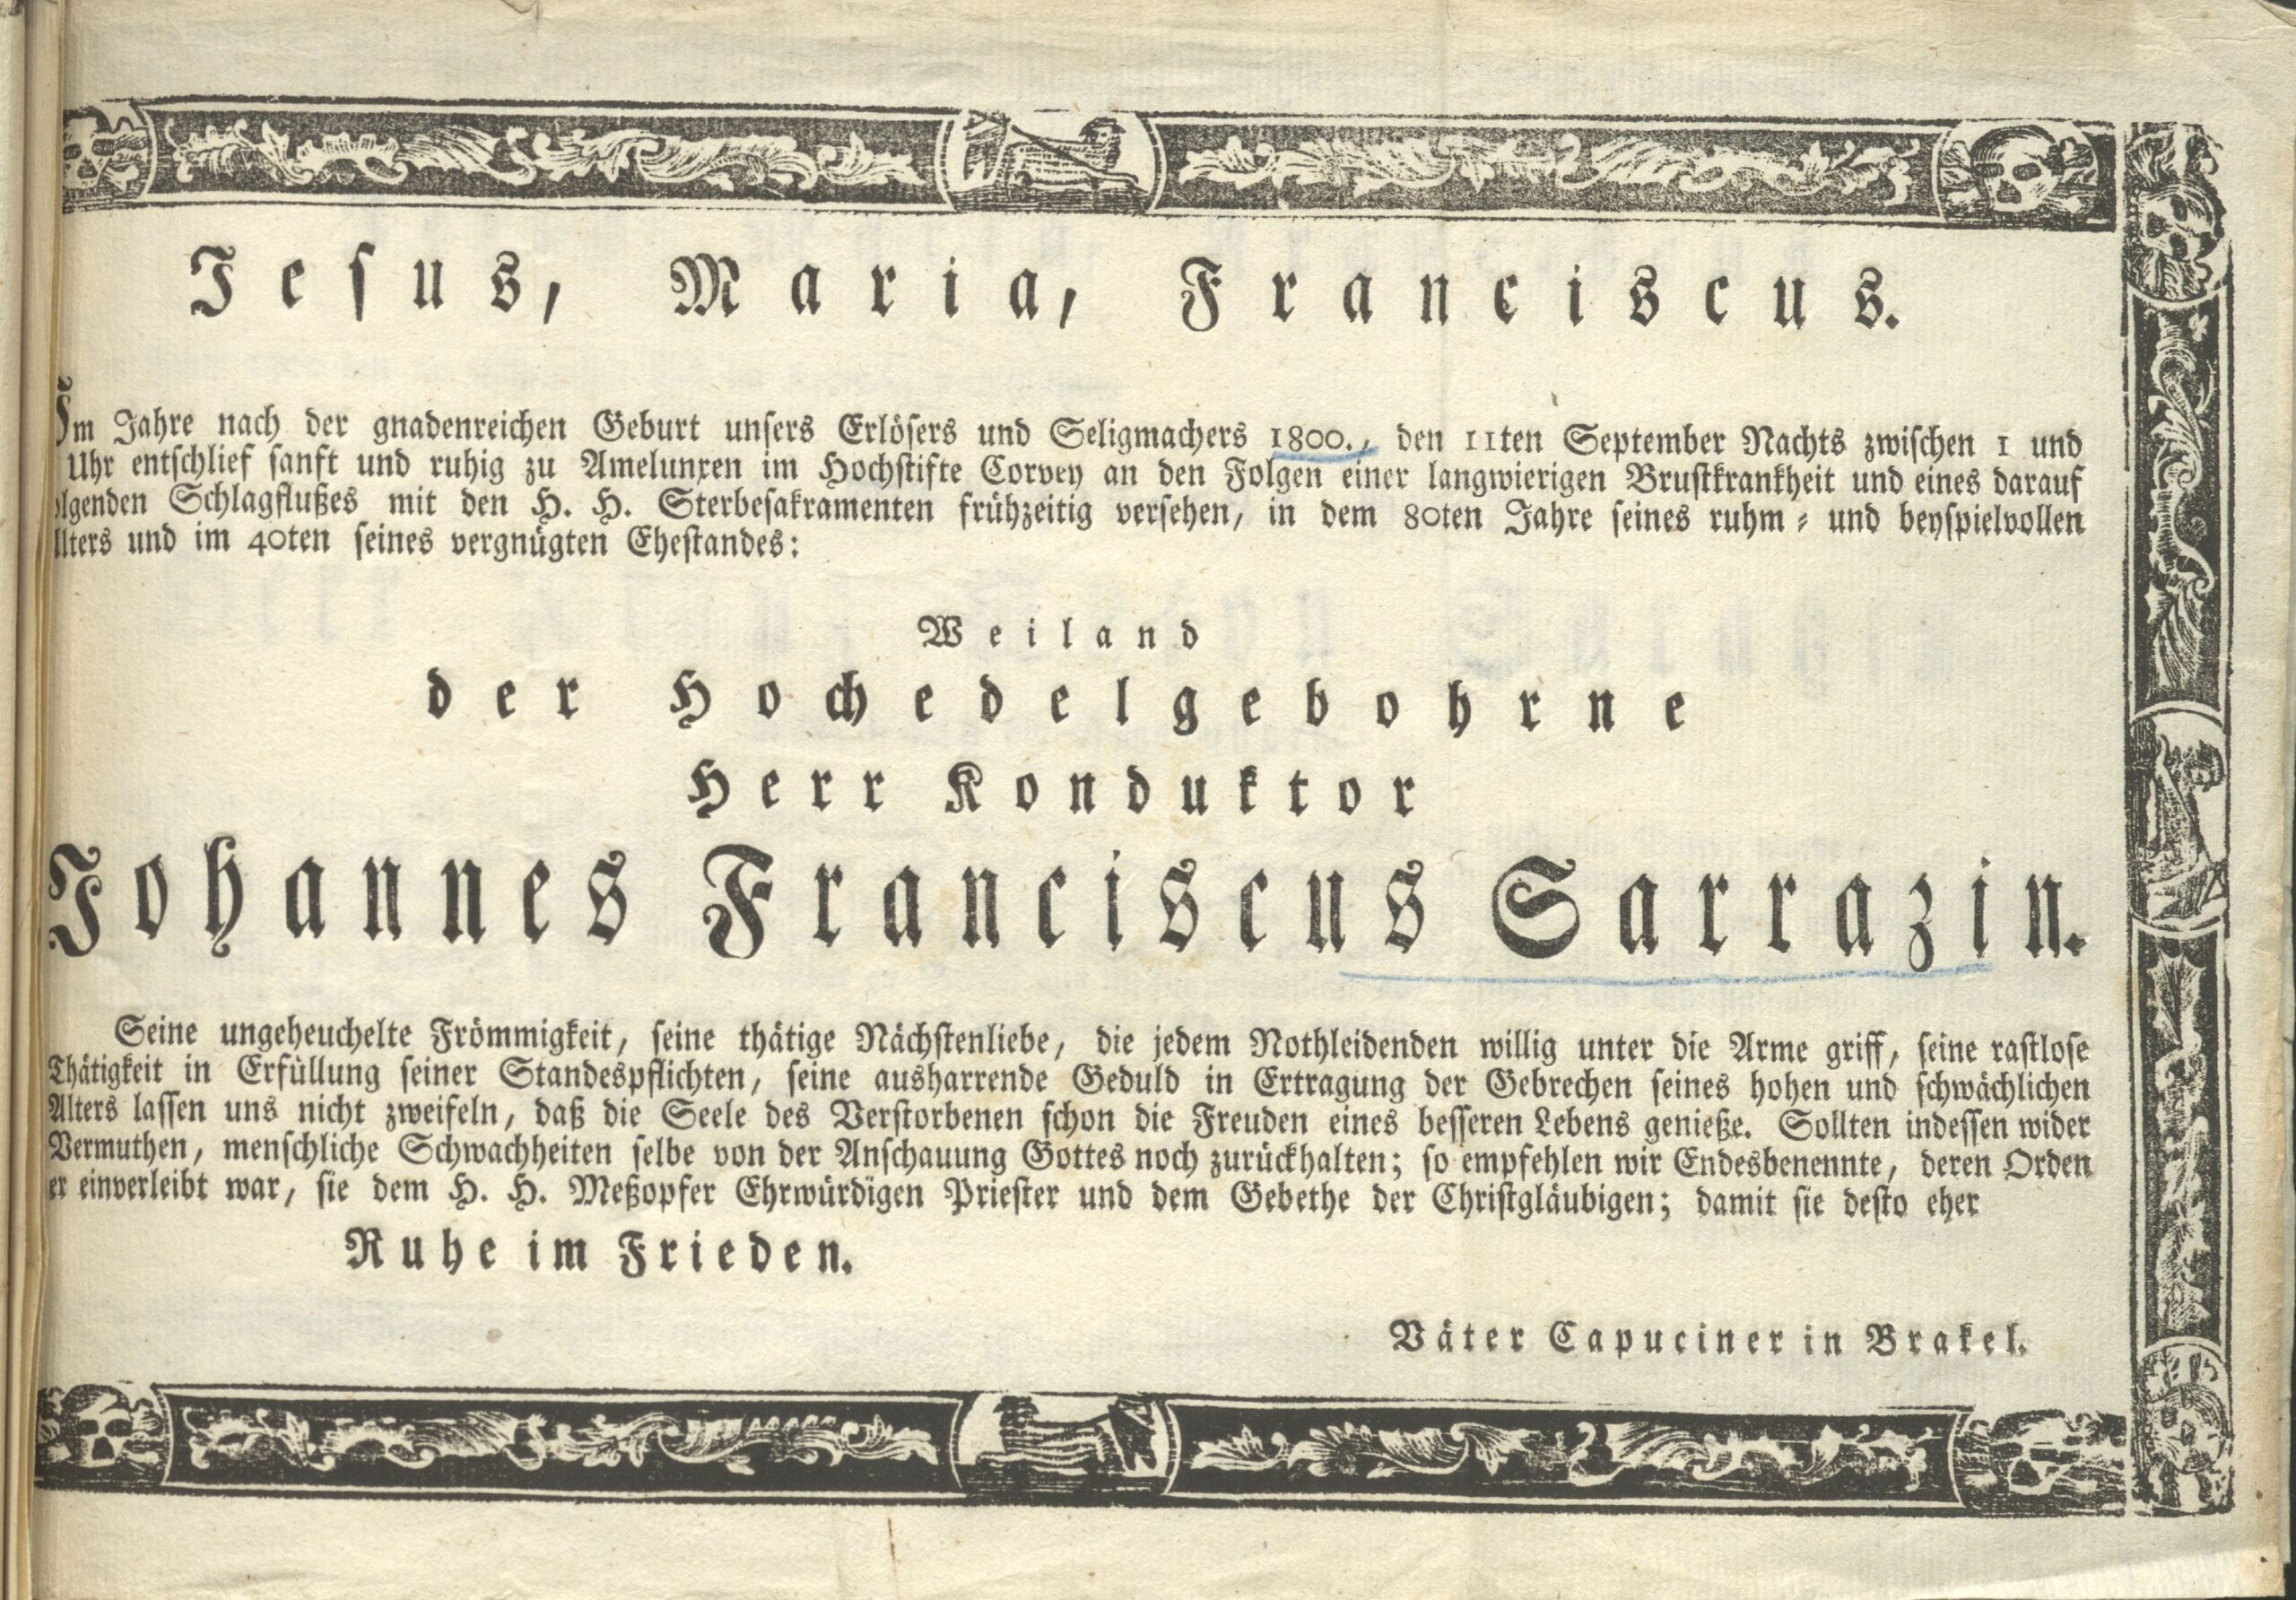 Jesus, Maria, Franciscus.
Im Jahre nach der gnadenreichen Geburt unsers Erlösers und Seligmachers 1800., den 11ten September Nachts zwischen 1 und
Uhr entschlief sanft und ruhig zu Amelunxen im Hochstifte Corvey an den Folgen einer langwierigen Brustkrankheit und eines darauf
olgenden Schlagflußes mit den H. H. Sterbesakramenten frühzeitig versehen, in dem 80ten Jahre seines ruhm- und beyspielvollen
Alters und im 40ten seines vergnügten Ehestandes:
Weiland
der Hochedelgebohrne
Herr Konduktor
Johannes Franciscus Sarrazin.
Seine ungeheuchelte Frömmigkeit, seine thätige Nächstenliebe, die jedem Nothleidenden willig unter die Arme griff, seine rastlose
Thätigkeit in Erfüllung seiner Standespflichten, seine ausharrende Geduld in Ertragung der Gebrechen seines hohen und schwächlichen
Alters lassen uns nicht zweifeln, daß die Seele des Verstorbenen schon die Freuden eines besseren Lebens genieße. Sollten indessen wider
Vermuthen, menschliche Schwachheiten selbe von der Anschauung Gottes noch zurückhalten; so empfehlen wir Endesbenennte, deren Orden
er einverleibt war, sie dem H. H. Meßopfer Ehrwürdigen Priester und dem Gebethe der Christgläubigen; damit sie desto eher
Ruhe im Frieden.
Väter Capuciner in Brakel.